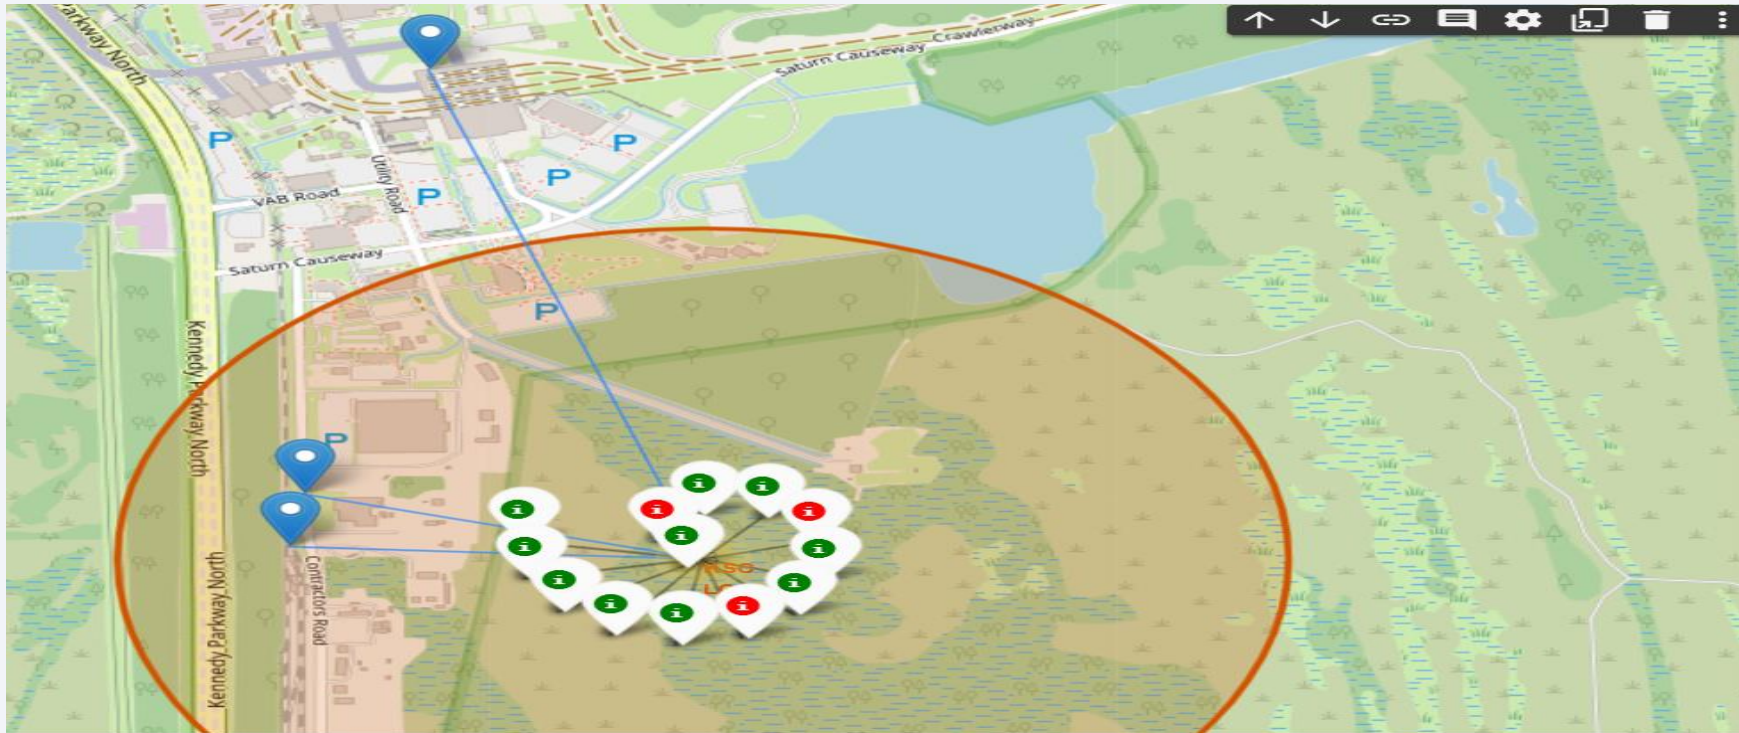 Parkway North
Crawlerway
Saturn Causeway
P
P
P
P
Utility Road
VAB Road
Saturn Causeway
P
Kennedy Parkway North
P
i
i
i
i
i
i
i
i
i
i
i
i
i
KSC
Kennedy Parkway North
Contractors Road